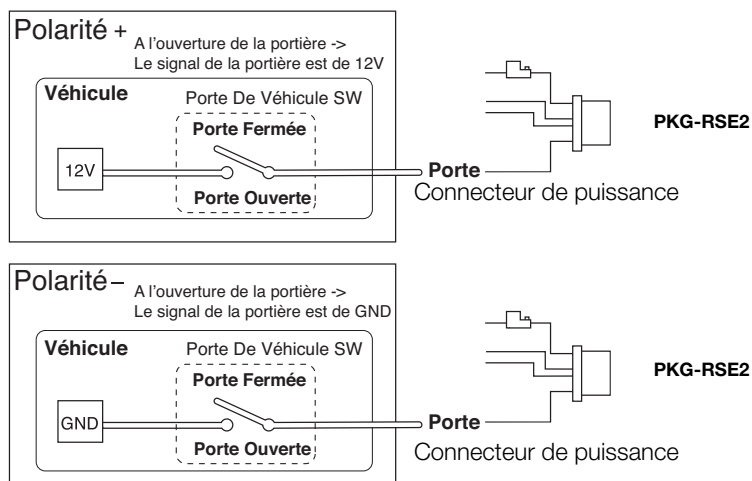 Polarité +
A l'ouverture de la portière ->
Le signal de la portière est de 12V
Véhicule
Porte De Véhicule SW
Porte Fermée
12V
Porte Ouverte
Porte
Connecteur de puissance
PKG-RSE2
Polarité –
A l'ouverture de la portière ->
Le signal de la portière est de GND
Véhicule
Porte De Véhicule SW
Porte Fermée
GND
Porte Ouverte
Porte
Connecteur de puissance
PKG-RSE2